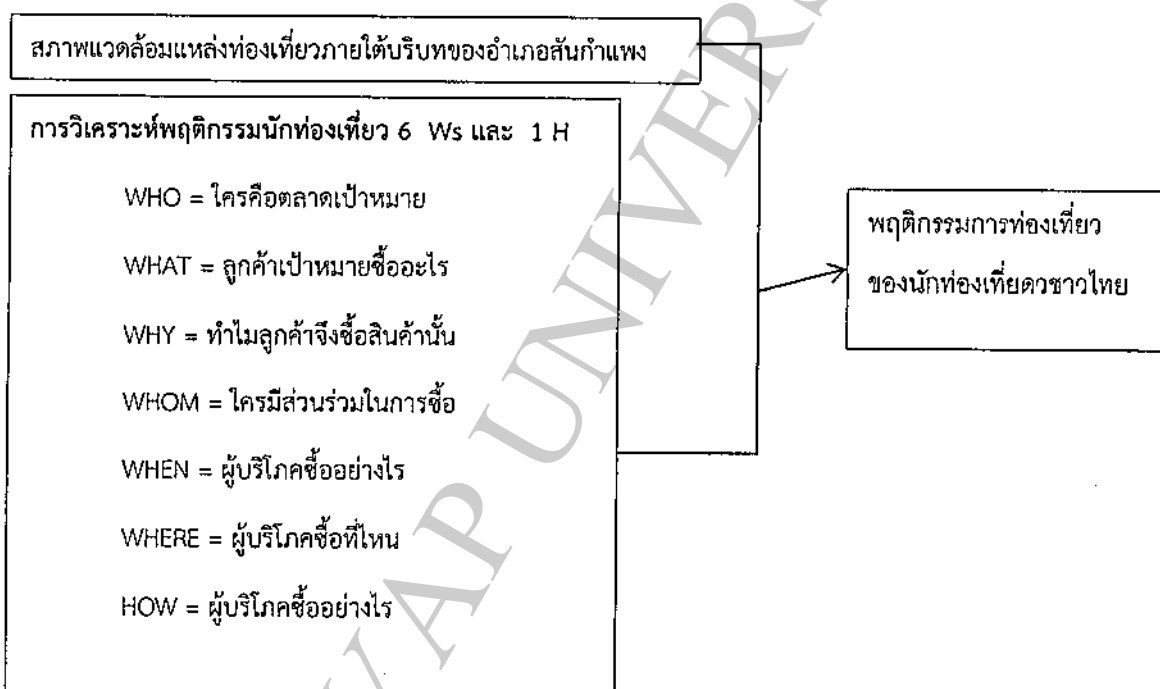 สภาพแวดล้อมแหล่งท่องเที่ยวภายใต้บริบทของอำเภอสันกำแพง
การวิเคราะห์พฤติกรรมนักท่องเที่ยว 6 Ws และ 1 H
WHO = ใครคือตลาดเป้าหมาย
WHAT = ลูกค้าเป้าหมายซื้ออะไร
WHY = ทำไมลูกค้าจึงซื้อสินค้านั้น
WHOM = ใครมีส่วนร่วมในการซื้อ
WHEN = ผู้บริโภคซื้ออย่างไร
WHERE = ผู้บริโภคซื้อที่ไหน
HOW = ผู้บริโภคซื้ออย่างไร
พฤติกรรมการท่องเที่ยว
ของนักท่องเที่ยดวชาวไทย
YAP UNIVER